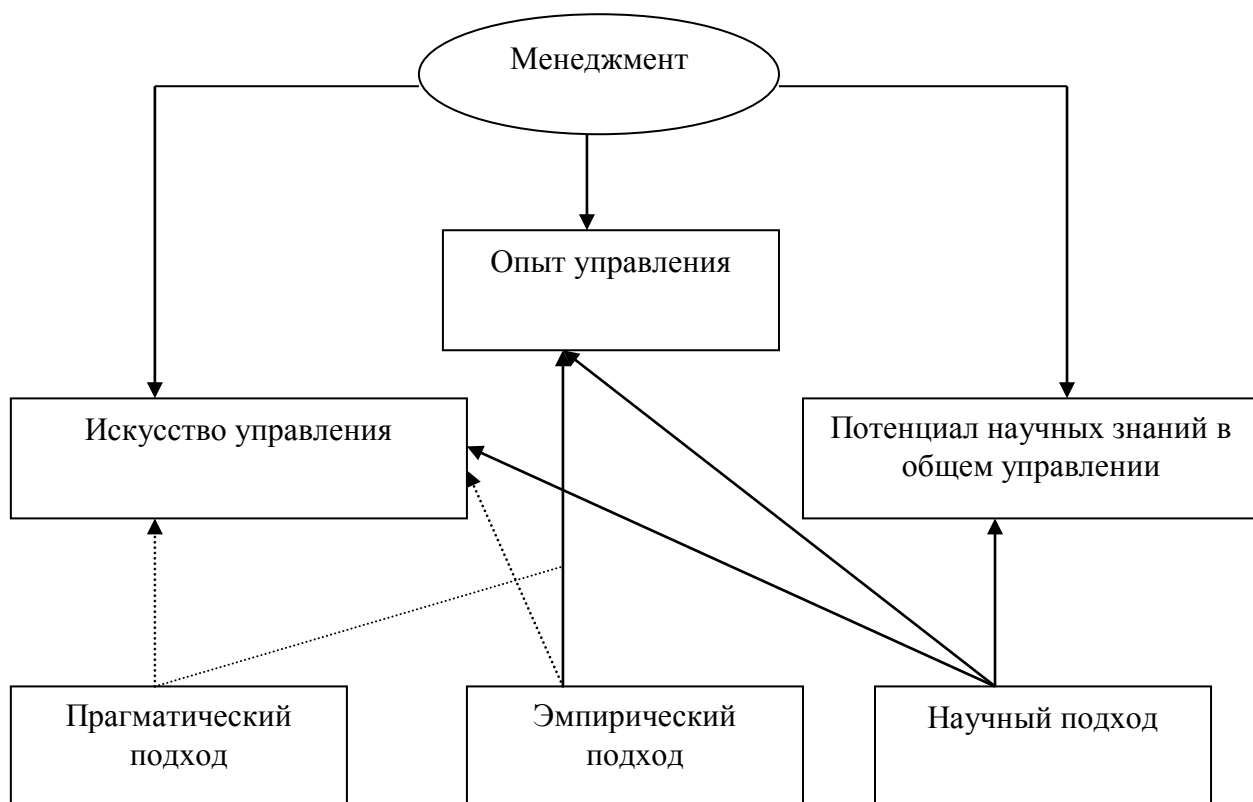 Менеджмент
Опыт управления
Искусство управления
Потенциал научных знаний в
общем управлении
Прагматический
подход
Эмпирический
подход
Научный подход